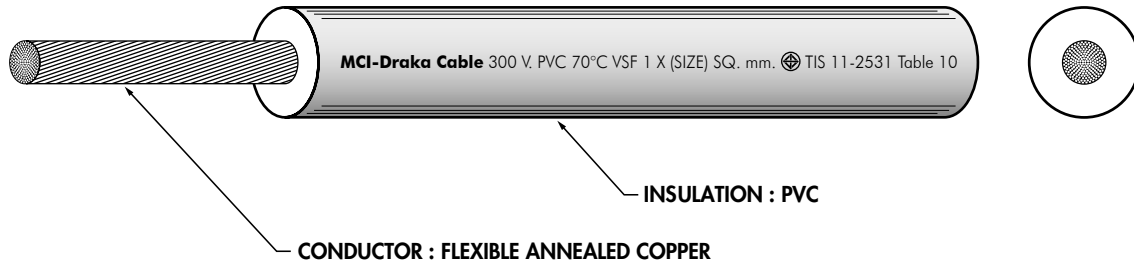 MCI-Draka Cable 300 V. PVC 70°C VSF 1 X (SIZE) SQ. mm. TIS 11-2531 Table 10
INSULATION : PVC
CONDUCTOR : FLEXIBLE ANNEALED COPPER